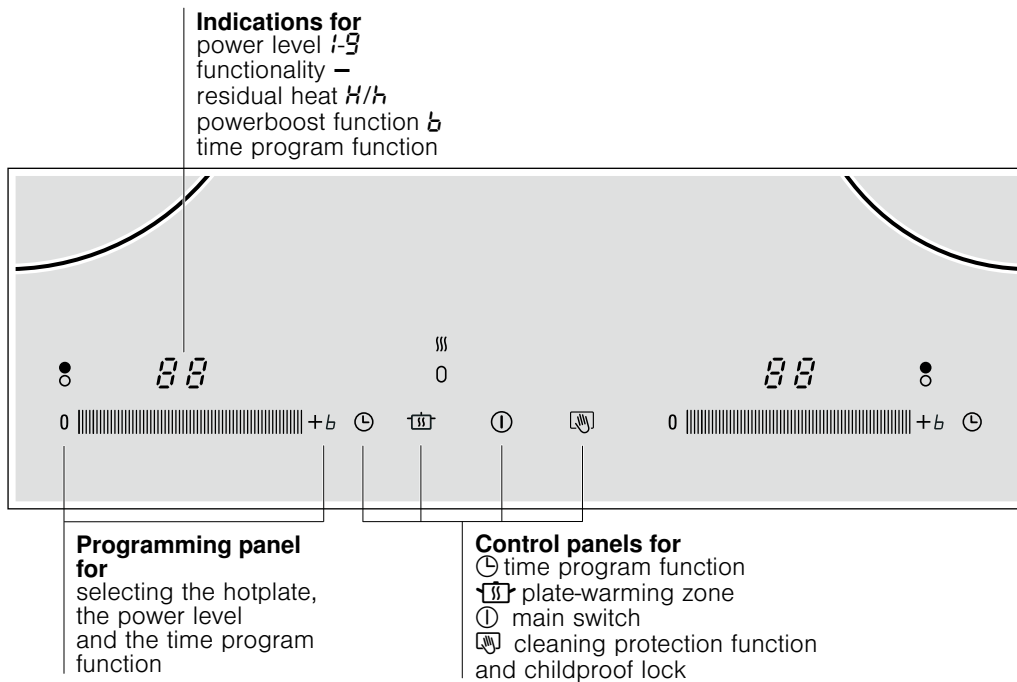 Indications for
power level 1-9
functionality –
residual heat H/h
powerboost function b
time program function
88 0 88
0 +b 0 +b
Programming panel
for
selecting the hotplate,
the power level
and the time program
function
Control panels for
time program function
plate-warming zone
main switch
cleaning protection function
and childproof lock